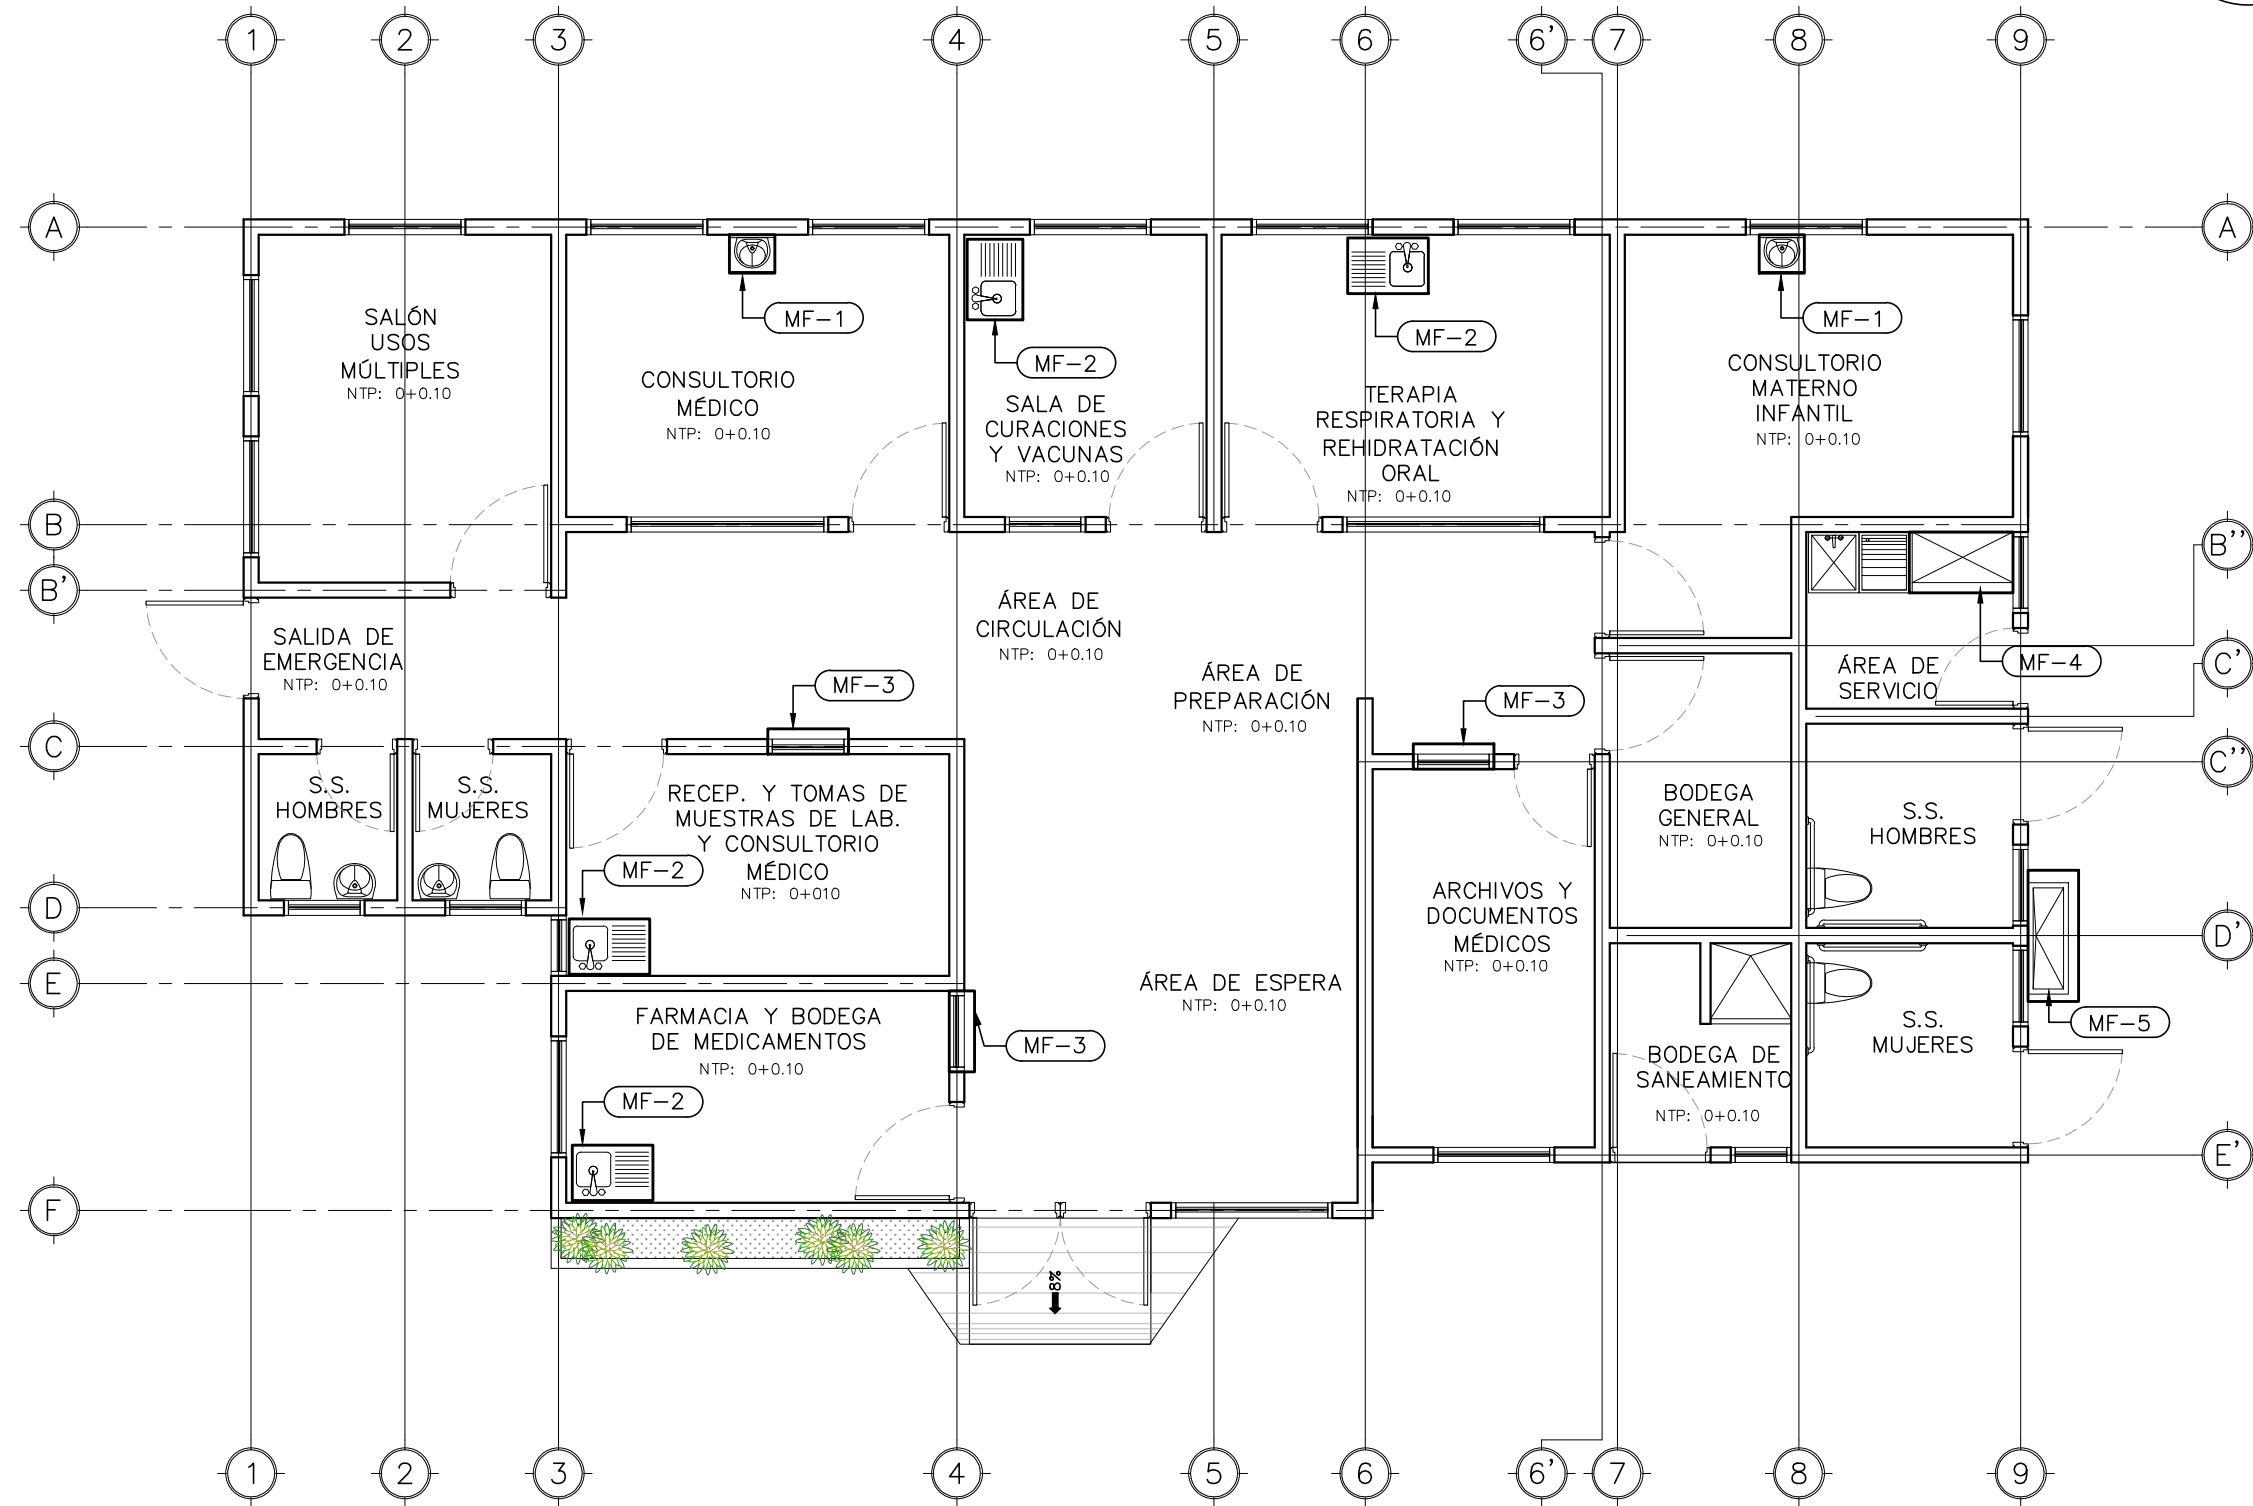 1 2 3 4 5 6 6' 7 8 9
A A
SALÓN
USOS
MÚLTIPLES
NTP: 0+0.10
MF-1
CONSULTORIO
MÉDICO
NTP: 0+0.10
MF-2
SALA DE
CURACIONES
Y VACUNAS
NTP: 0+0.10
MF-2
TERAPIA
RESPIRATORIA Y
REHIDRATACIÓN
ORAL
NTP: 0+0.10
MF-1
CONSULTORIO
MATERNO
INFANTIL
NTP: 0+0.10
B
B''
B'
SALIDA DE
EMERGENCIA
NTP: 0+0.10
ÁREA DE
CIRCULACIÓN
NTP: 0+0.10
ÁREA DE
PREPARACIÓN
NTP: 0+0.10
MF-3
MF-3
ÁREA DE
SERVICIO
MF-4
C'
C
C''
S.S.
HOMBRES
S.S.
MUJERES
RECEP. Y TOMAS DE
MUESTRAS DE LAB.
Y CONSULTORIO
MÉDICO
NTP: 0+010
MF-2
ARCHIVOS Y
DOCUMENTOS
MÉDICOS
NTP: 0+0.10
BODEGA
GENERAL
NTP: 0+0.10
S.S.
HOMBRES
D
D'
E
FARMACIA Y BODEGA
DE MEDICAMENTOS
NTP: 0+0.10
MF-3
MF-2
ÁREA DE ESPERA
NTP: 0+0.10
BODEGA DE
SANEAMIENTO
NTP: 0+0.10
S.S.
MUJERES
MF-5
E'
F
8%
1 2 3 4 5 6 6' 7 8 9